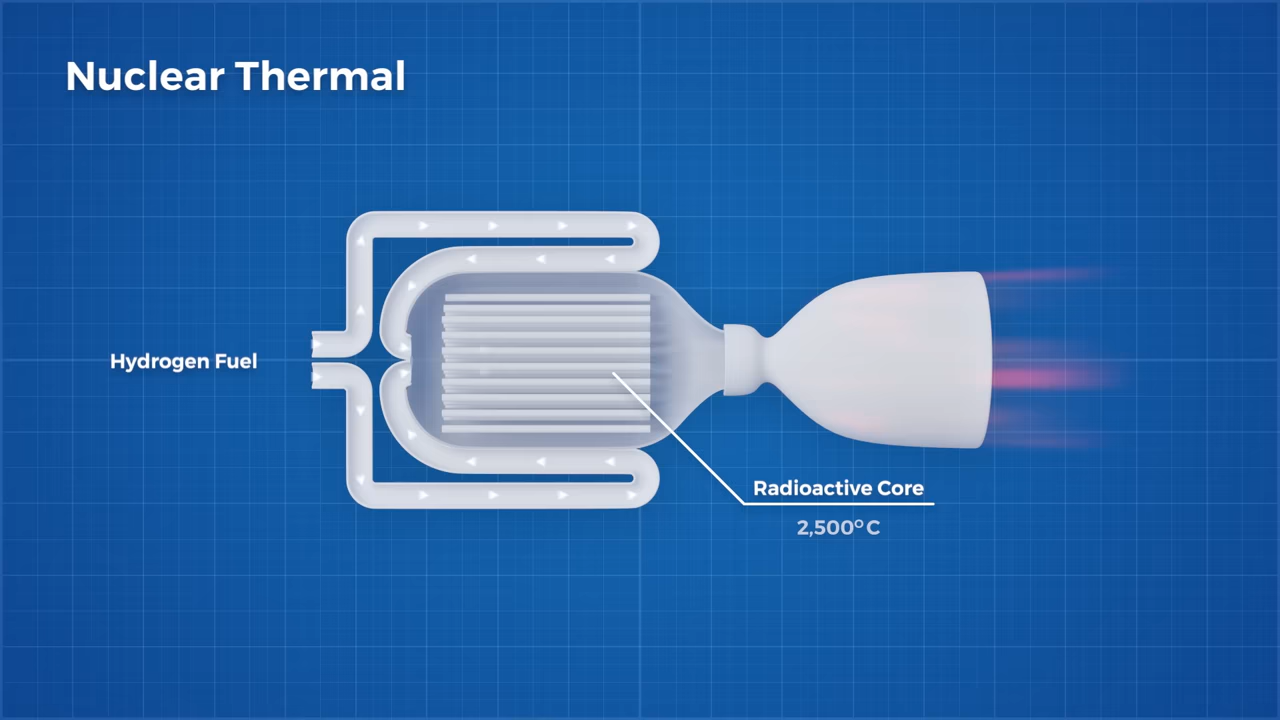 Nuclear Thermal
Hydrogen Fuel
Radioactive Core
2,500°C